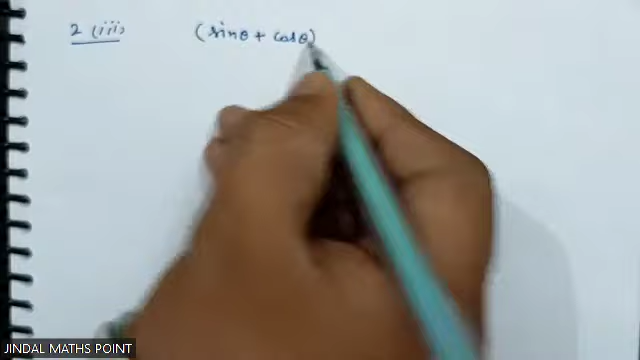 2 (iii) (sinθ + cosθ)
JINDAL MATHS POINT